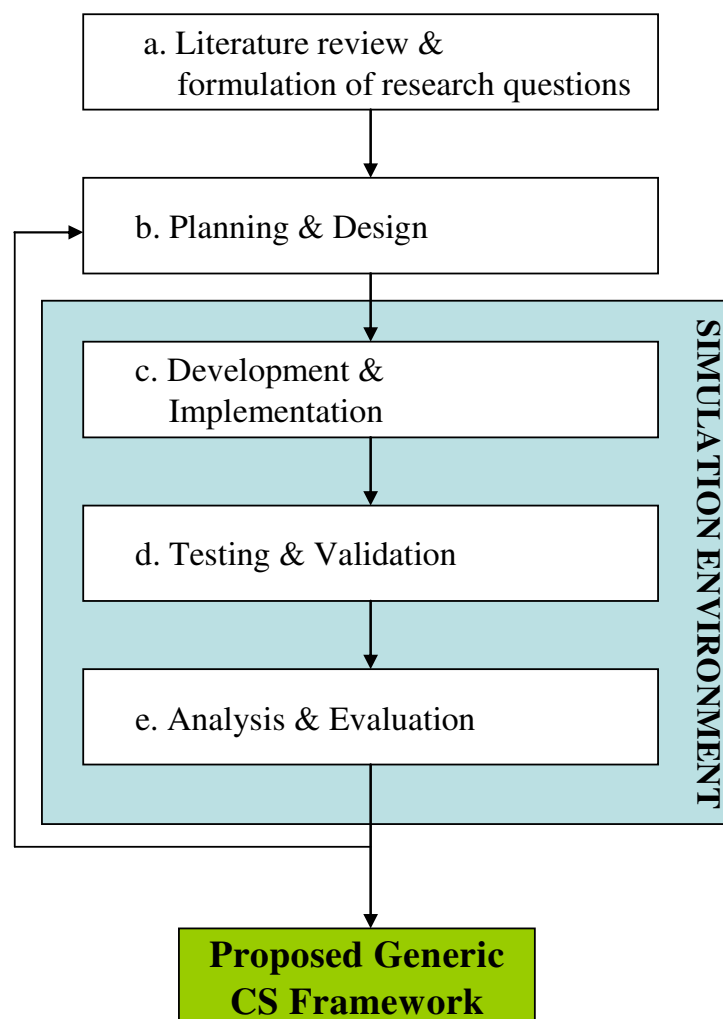 a. Literature review &
formulation of research questions
b. Planning & Design
SIMULATION ENVIRONMENT
c. Development &
Implementation
d. Testing & Validation
e. Analysis & Evaluation
Proposed Generic
CS Framework